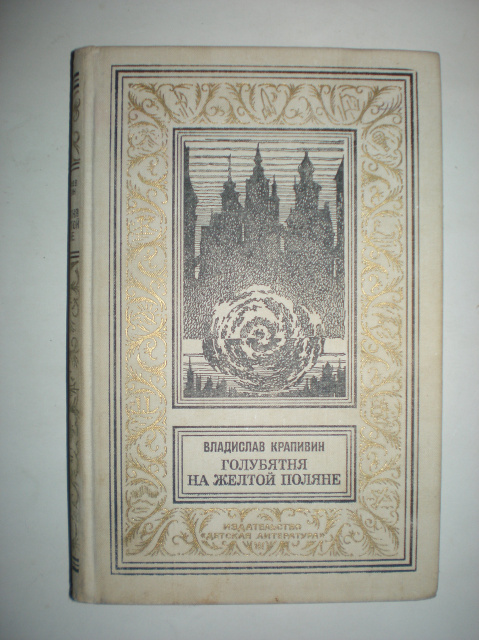 ВЛАДИСЛАВ КРАПИВИН
ГОЛУБЯТНЯ
НА ЖЕЛТОЙ ПОЛЯНЕ
ИЗДАТЕЛЬСТВО
«ДЕТСКАЯ ЛИТЕРАТУРА»